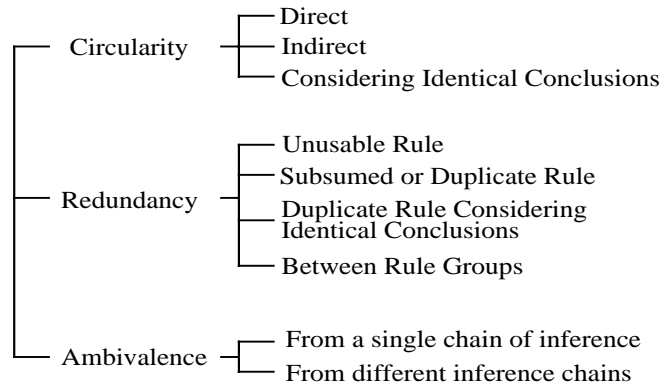 Circularity
Direct
Indirect
Considering Identical Conclusions
Redundancy
Unusable Rule
Subsumed or Duplicate Rule
Duplicate Rule Considering
Identical Conclusions
Between Rule Groups
Ambivalence
From a single chain of inference
From different inference chains